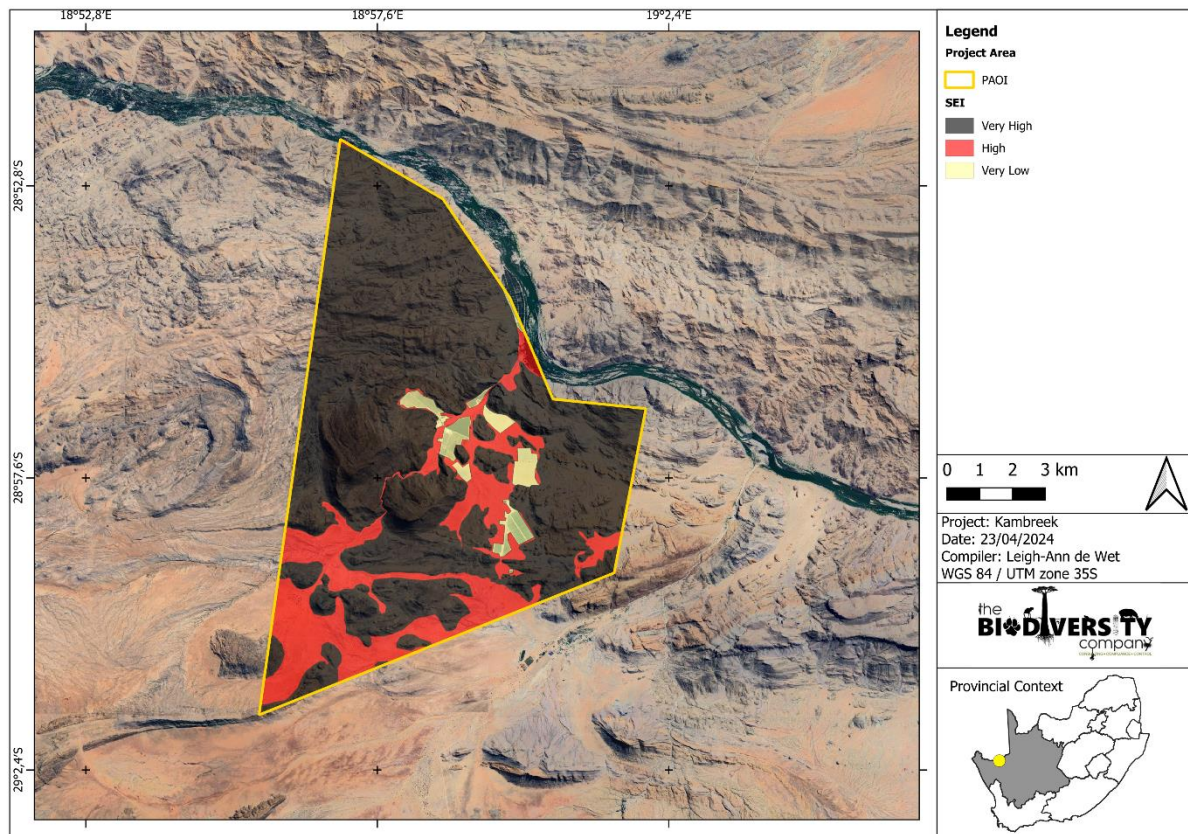 18°52,8'E
18°57,6'E
19°2,4'E
28°52,8'S
28°57,6'S
29°2,4'S
Legend
Project Area
PAOI
SEI
Very High
High
Very Low
0 1 2 3 km
Project: Kambreek
Date: 23/04/2024
Compiler: Leigh-Ann de Wet
WGS 84 / UTM zone 35S
the
BIODIVERSITY
company
Provincial Context